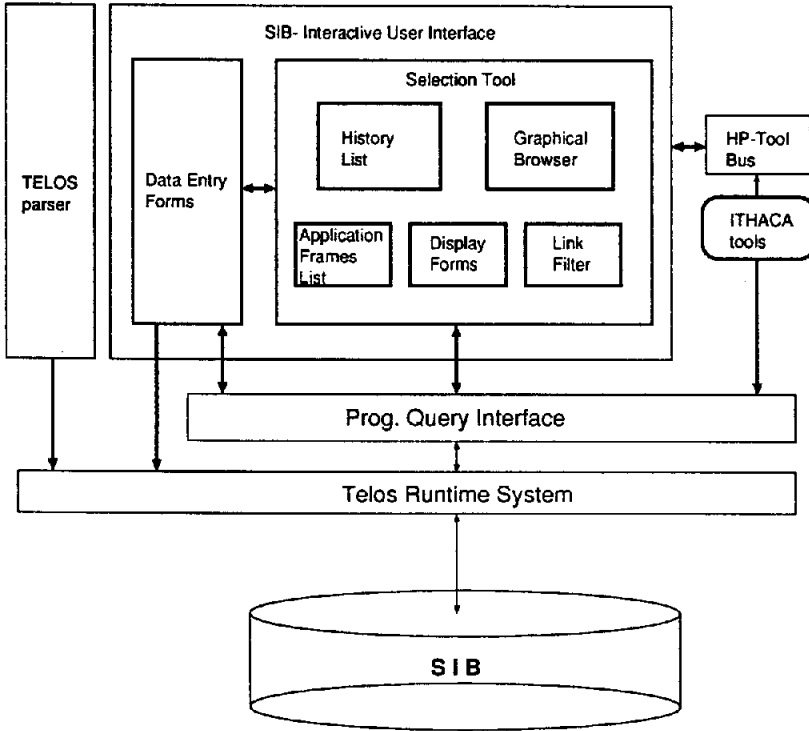 SIB- Interactive User Interface
Selection Tool
History
List
Graphical
Browser
HP-Tool
Bus
TELOS
parser
Data Entry
Forms
ITHACA
tools
Application
Frames
List
Display
Forms
Link
Filter
Prog. Query Interface
Telos Runtime System
SIB